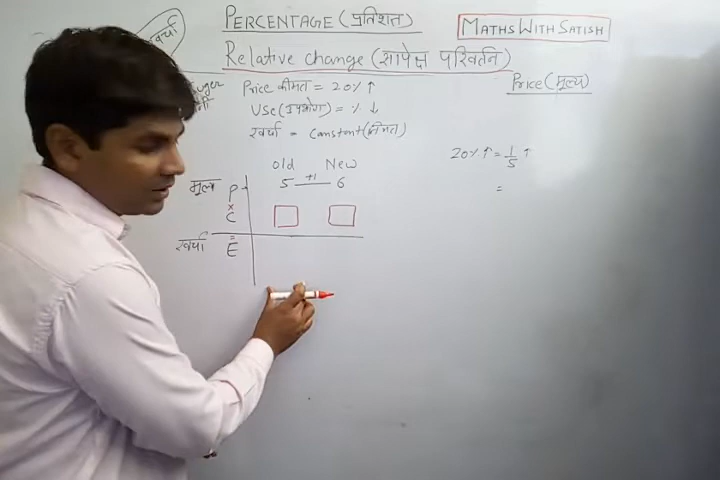 PERCENTAGE (प्रतिशत)
MATHS WITH SATISH
Relative change (सापेक्ष परिवर्तन)
खर्चा
Price (मूल्य)
Price कीमत = 20% ↑
Use (उपभोग) = % ↓
खर्चा = Constant (नियत)
20% ↑ = 1/5 ↑
=
Old New
मूल्य P 5 +1 6
×
C
=
खर्चा E